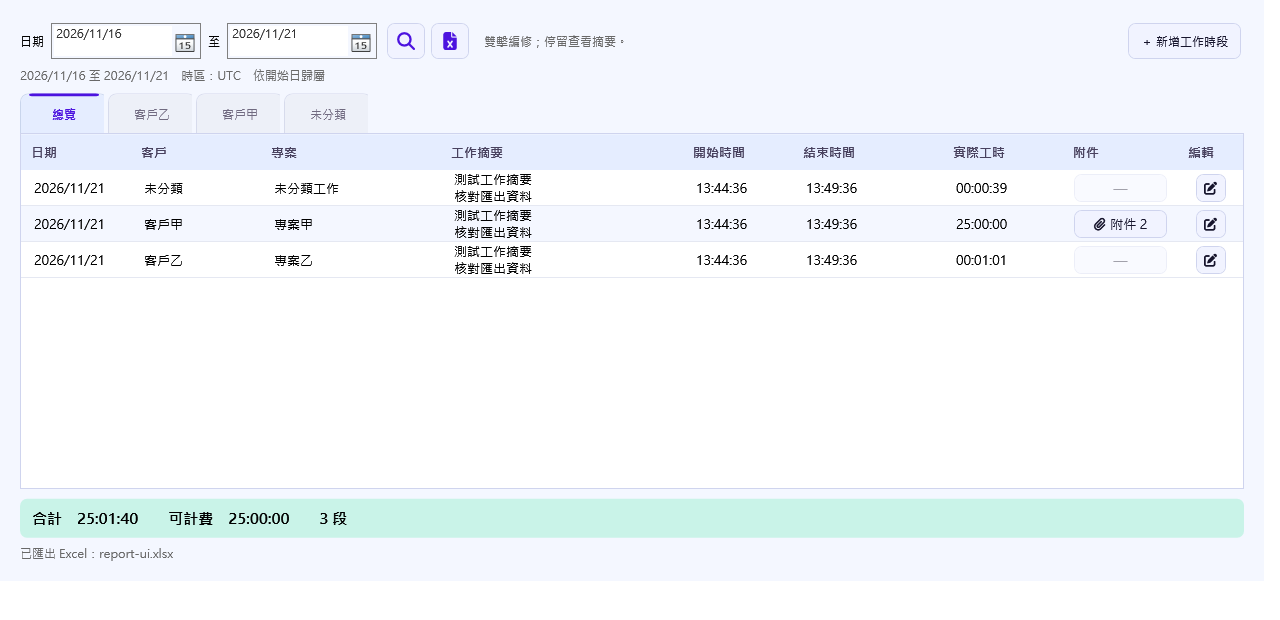 日期 2026/11/16 15 至 2026/11/21 15 雙擊編修；停留查看摘要。 + 新增工作時段
2026/11/16 至 2026/11/21 時區：UTC 依開始日歸屬
總覽 客戶乙 客戶甲 未分類
日期 客戶 專案 工作摘要 開始時間 結束時間 實際工時 附件 編輯
2026/11/21 未分類 未分類工作 測試工作摘要 13:44:36 13:49:36 00:00:39 —
核對匯出資料
2026/11/21 客戶甲 專案甲 測試工作摘要 13:44:36 13:49:36 25:00:00 附件 2
核對匯出資料
2026/11/21 客戶乙 專案乙 測試工作摘要 13:44:36 13:49:36 00:01:01 —
核對匯出資料
合計 25:01:40 可計費 25:00:00 3 段
已匯出 Excel：report-ui.xlsx